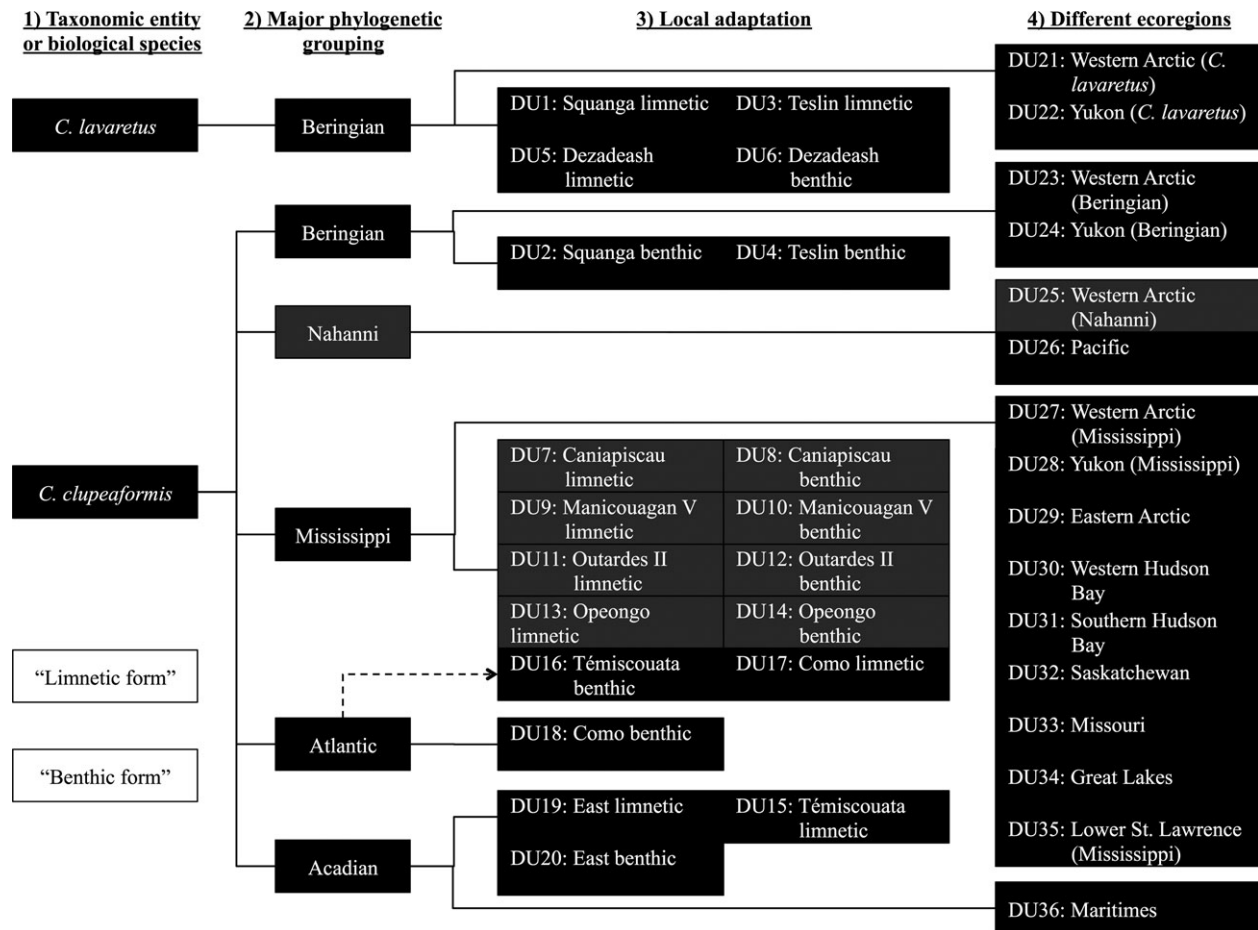 1) Taxonomic entity
or biological species
2) Major phylogenetic
grouping
3) Local adaptation
4) Different ecoregions
C. lavaretus
Beringian
DU1: Squanga limnetic
DU3: Teslin limnetic
DU5: Dezadeash
limnetic
DU6: Dezadeash
benthic
DU21: Western Arctic (C.
lavaretus)
DU22: Yukon (C. lavaretus)
C. clupeaformis
Beringian
DU2: Squanga benthic
DU4: Teslin benthic
DU23: Western Arctic
(Beringian)
DU24: Yukon (Beringian)
Nahanni
DU25: Western Arctic
(Nahanni)
DU26: Pacific
Mississippi
DU7: Caniapiscau
limnetic
DU8: Caniapiscau
benthic
DU9: Manicouagan V
limnetic
DU10: Manicouagan V
benthic
DU11: Outardes II
limnetic
DU12: Outardes II
benthic
DU13: Opeongo
limnetic
DU14: Opeongo
benthic
DU16: Témiscouata
benthic
DU17: Como limnetic
DU27: Western Arctic
(Mississippi)
DU28: Yukon (Mississippi)
DU29: Eastern Arctic
DU30: Western Hudson
Bay
DU31: Southern Hudson
Bay
DU32: Saskatchewan
DU33: Missouri
DU34: Great Lakes
DU35: Lower St. Lawrence
(Mississippi)
"Limnetic form"
"Benthic form"
Atlantic
DU18: Como benthic
Acadian
DU19: East limnetic
DU15: Témiscouata
limnetic
DU20: East benthic
DU36: Maritimes